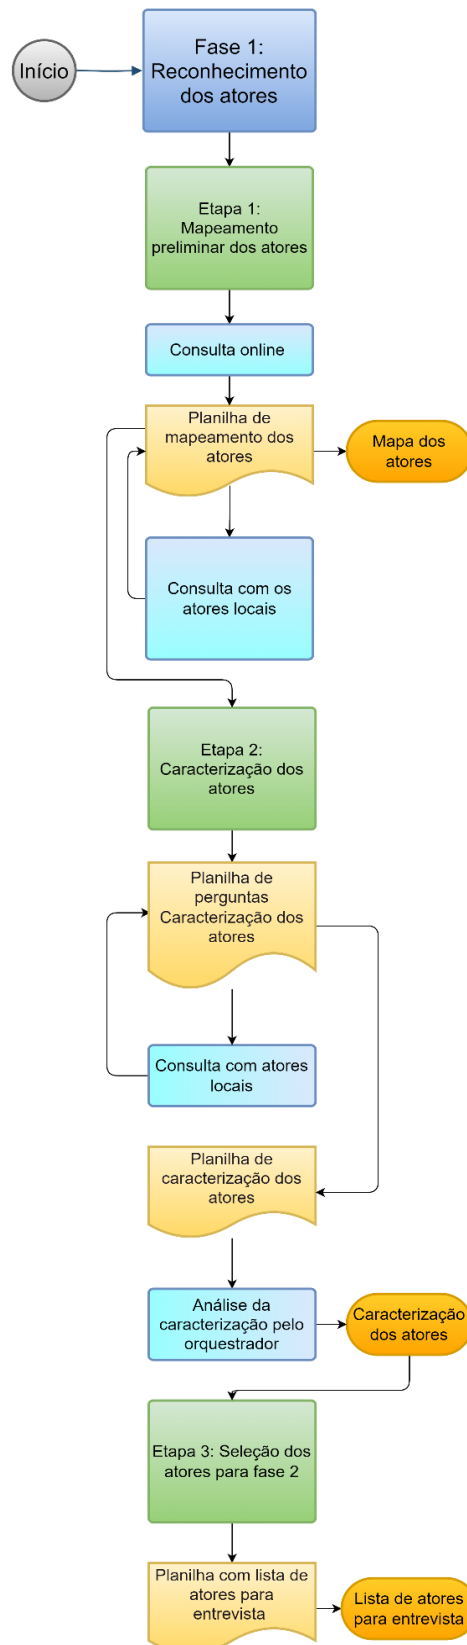 Início
Fase 1:
Reconhecimento
dos atores
Etapa 1:
Mapeamento
preliminar dos atores
Consulta online
Planilha de
mapeamento dos
atores
Mapa dos
atores
Consulta com os
atores locais
Etapa 2:
Caracterização dos
atores
Planilha de
perguntas
Caracterização dos
atores
Consulta com atores
locais
Planilha de
caracterização dos
atores
Análise da
caracterização pelo
orquestrador
Caracterização
dos atores
Etapa 3: Seleção dos
atores para fase 2
Planilha com lista de
atores para
entrevista
Lista de atores
para entrevista